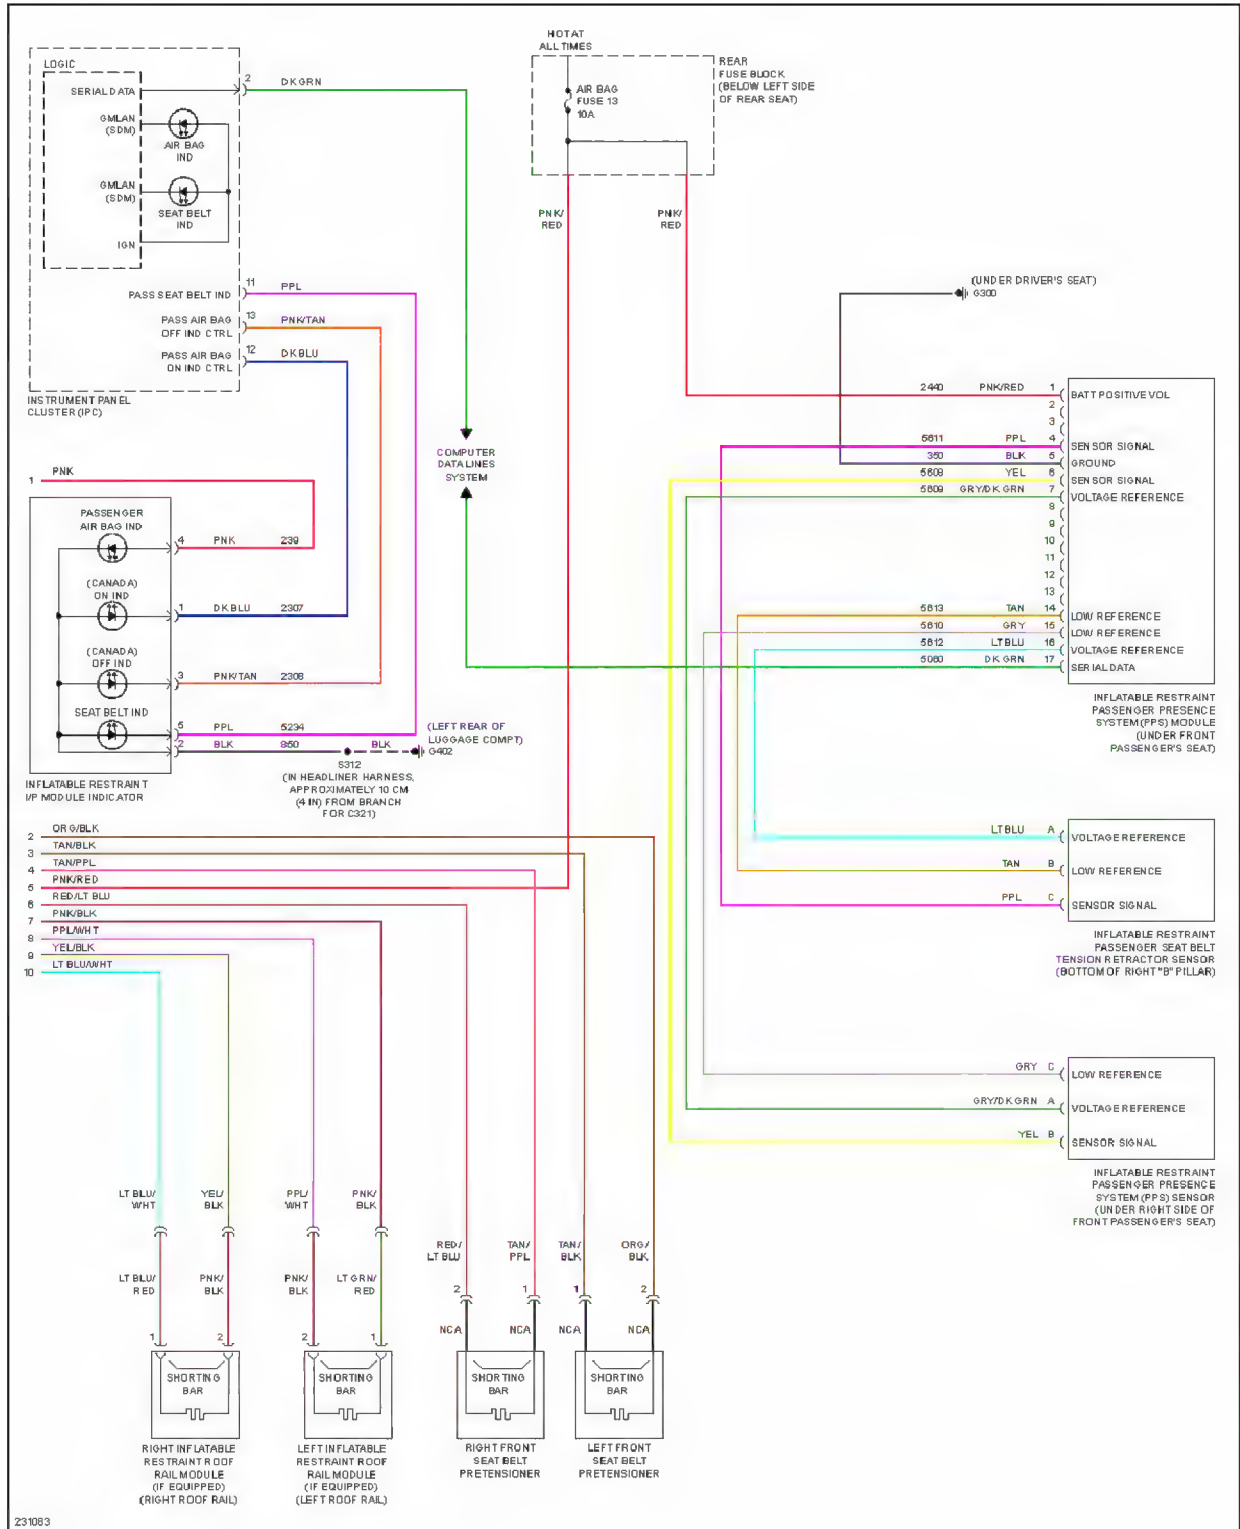 HOT AT
ALL TIMES
REAR
FUSE BLOCK
(BELOW LEFT SIDE
OF REAR SEAT)
AIR BAG
FUSE 13
10A
PNK/
RED
PNK/
RED
LOGIC
SERIAL DATA
2
DK GRN
GMLAN
(SDM)
AIR BAG
IND
GMLAN
(SDM)
SEAT BELT
IND
IGN
PASS SEAT BELT IND
11
PPL
PASS AIR BAG
OFF IND CTRL
13
PNK/TAN
PASS AIR BAG
ON IND CTRL
12
DK BLU
INSTRUMENT PANEL
CLUSTER (IPC)
(UNDER DRIVER'S SEAT)
G300
COMPUTER
DATA LINES
SYSTEM
1
PNK
PASSENGER
AIR BAG IND
4
PNK
239
(CANADA)
ON IND
1
DK BLU
2307
(CANADA)
OFF IND
3
PNK/TAN
2308
SEAT BELT IND
5
PPL
5234
2
BLK
850
BLK
(LEFT REAR OF
LUGGAGE COMPT)
G402
S312
(IN HEADLINER HARNESS,
APPROXIMATELY 10 CM
(4 IN) FROM BRANCH
FOR C321)
INFLATABLE RESTRAINT
I/P MODULE INDICATOR
2440 PNK/RED 1 BATT POSITIVE VOL
2
3
5611 PPL 4 SENSOR SIGNAL
350 BLK 5 GROUND
5608 YEL 6 SENSOR SIGNAL
5609 GRY/DK GRN 7 VOLTAGE REFERENCE
8
9
10
11
12
13
5613 TAN 14 LOW REFERENCE
5610 GRY 15 LOW REFERENCE
5612 LT BLU 16 VOLTAGE REFERENCE
5060 DK GRN 17 SERIAL DATA
INFLATABLE RESTRAINT
PASSENGER PRESENCE
SYSTEM (PPS) MODULE
(UNDER FRONT
PASSENGER'S SEAT)
LT BLU A VOLTAGE REFERENCE
TAN B LOW REFERENCE
PPL C SENSOR SIGNAL
INFLATABLE RESTRAINT
PASSENGER SEAT BELT
TENSION RETRACTOR SENSOR
(BOTTOM OF RIGHT "B" PILLAR)
GRY C LOW REFERENCE
GRY/DK GRN A VOLTAGE REFERENCE
YEL B SENSOR SIGNAL
INFLATABLE RESTRAINT
PASSENGER PRESENCE
SYSTEM (PPS) SENSOR
(UNDER RIGHT SIDE OF
FRONT PASSENGER'S SEAT)
2 ORG/BLK
3 TAN/BLK
4 TAN/PPL
5 PNK/RED
6 RED/LT BLU
7 PNK/BLK
8 PPL/WHT
9 YEL/BLK
10 LT BLU/WHT
LT BLU/
WHT
YEL/
BLK
PPL/
WHT
PNK/
BLK
LT BLU/
RED
PNK/
BLK
PNK/
BLK
LT GRN/
RED
RED/
LT BLU
TAN/
PPL
TAN/
BLK
ORG/
BLK
2 1 1 2
NCA NCA NCA NCA
1 2 2 1
SHORTING
BAR
SHORTING
BAR
SHORTING
BAR
SHORTING
BAR
RIGHT INFLATABLE
RESTRAINT ROOF
RAIL MODULE
(IF EQUIPPED)
(RIGHT ROOF RAIL)
LEFT INFLATABLE
RESTRAINT ROOF
RAIL MODULE
(IF EQUIPPED)
(LEFT ROOF RAIL)
RIGHT FRONT
SEAT BELT
PRETENSIONER
LEFT FRONT
SEAT BELT
PRETENSIONER
231083